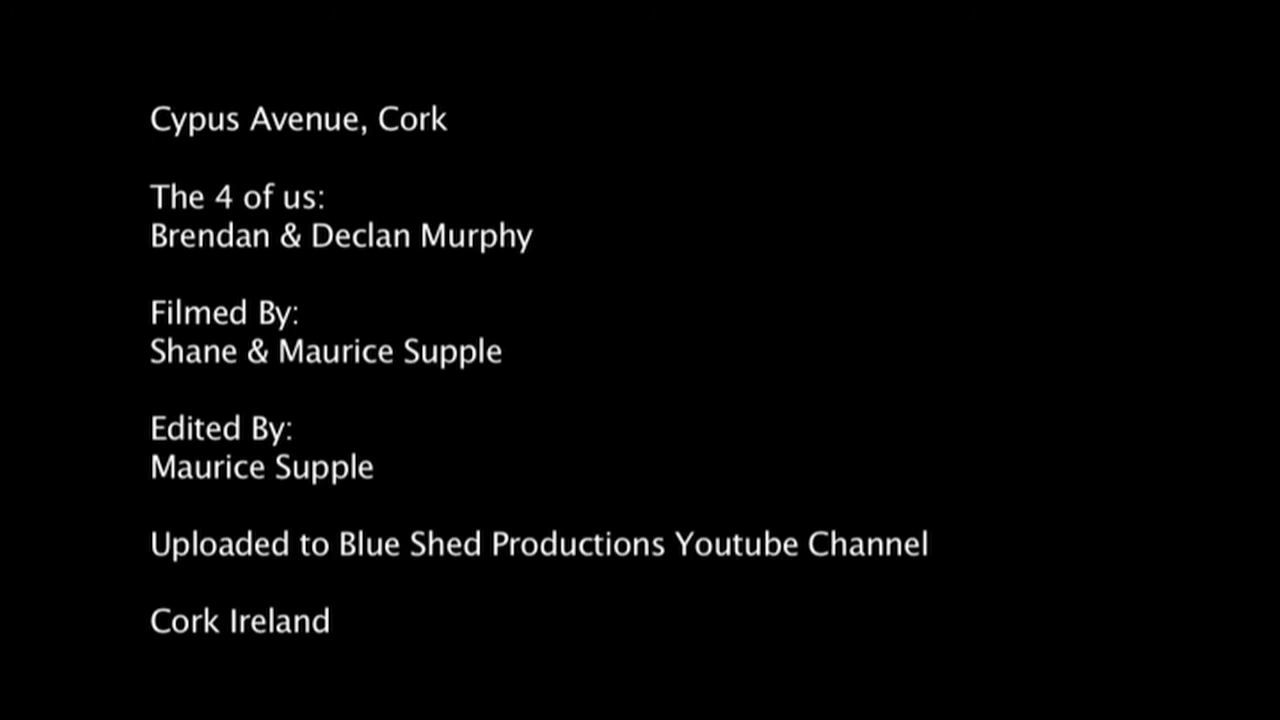 Cypus Avenue, Cork
The 4 of us:
Brendan & Declan Murphy
Filmed By:
Shane & Maurice Supple
Edited By:
Maurice Supple
Uploaded to Blue Shed Productions Youtube Channel
Cork Ireland